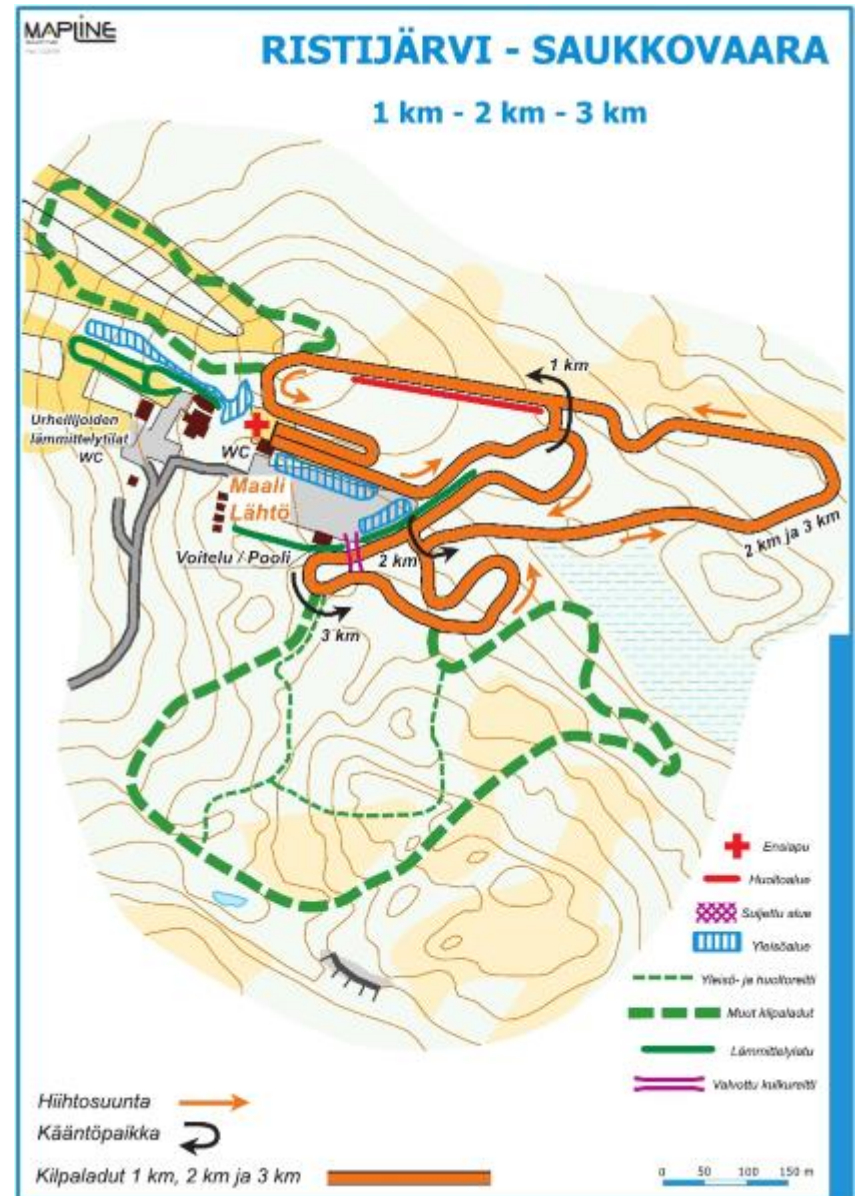 MAPLINE
RISTIJÄRVI - SAUKKOVAARA
1 km - 2 km - 3 km
1 km
Urheilijoiden
lämmittelytilat
WC
WC
Maali
Lähtö
Voitelu / Pooli
2 km
2 km ja 3 km
3 km
Ensiapu
Huoltoalue
Suljettu alue
Yleisöalue
Yleisö- ja huoltoreitti
Muut kilpaladut
Lämmittelylatu
Valvottu kulkureitti
Hiihtosuunta
Kääntöpaikka
Kilpaladut 1 km, 2 km ja 3 km
0 50 100 150 m